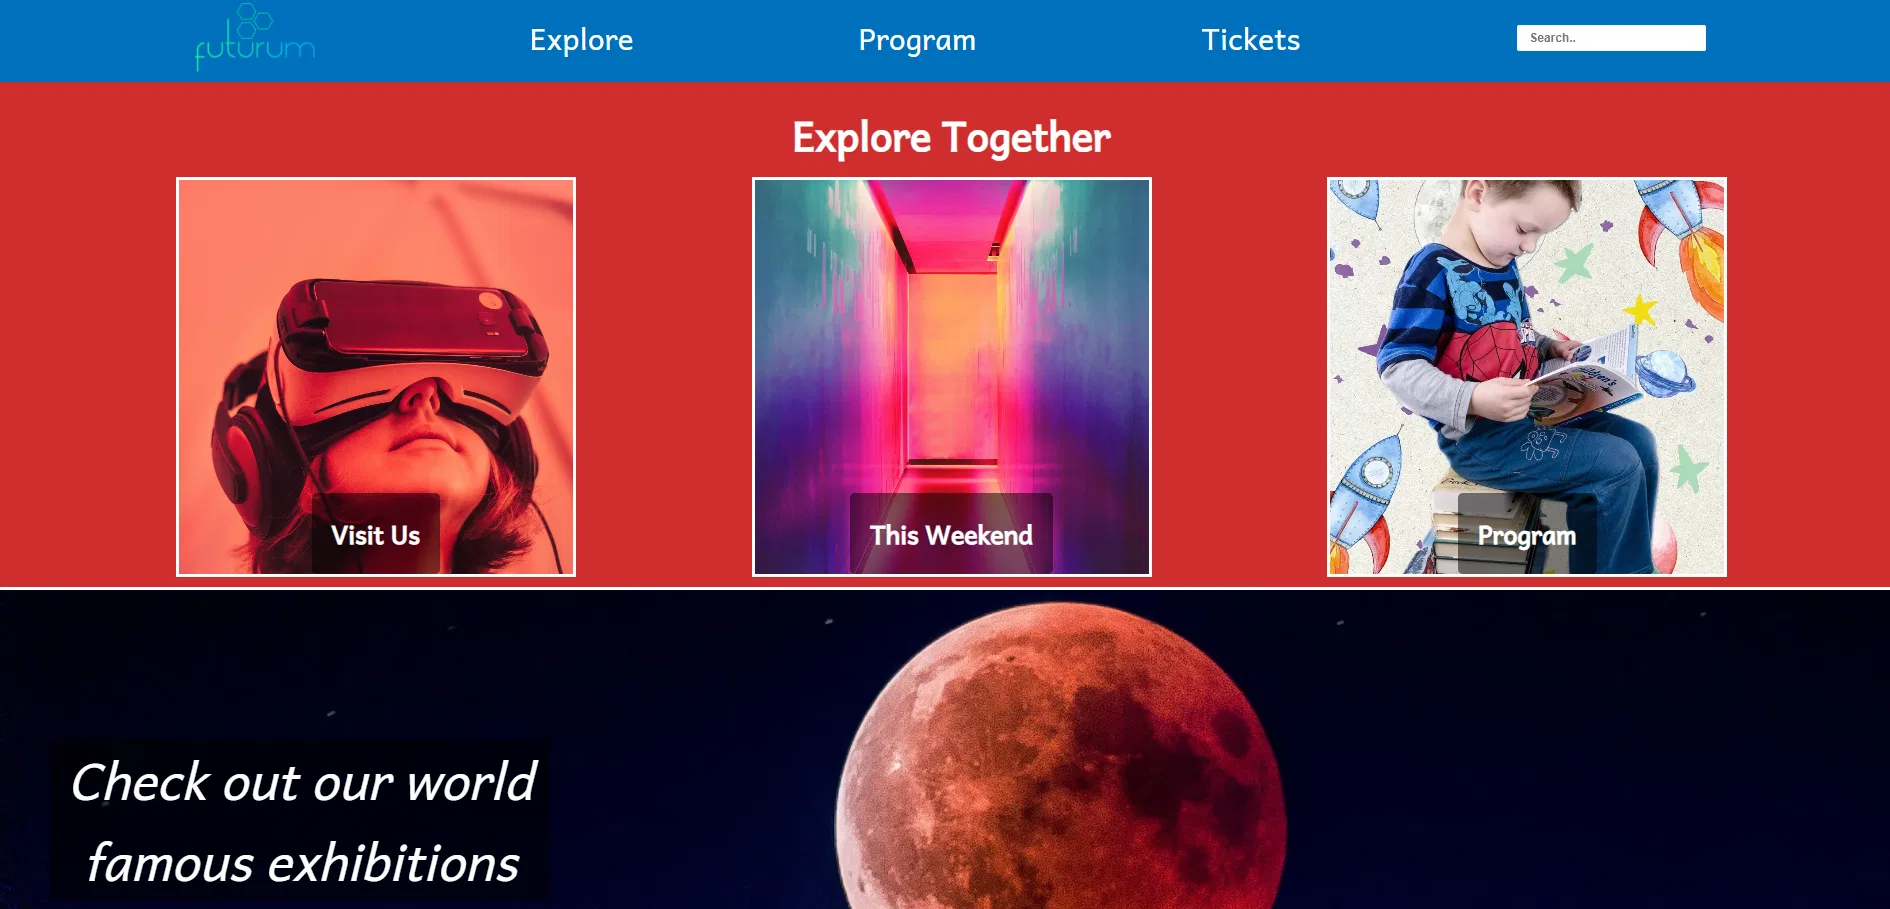 futurum
Explore
Program
Tickets
Search..
Explore Together
Visit Us
This Weekend
Program
Check out our world
famous exhibitions